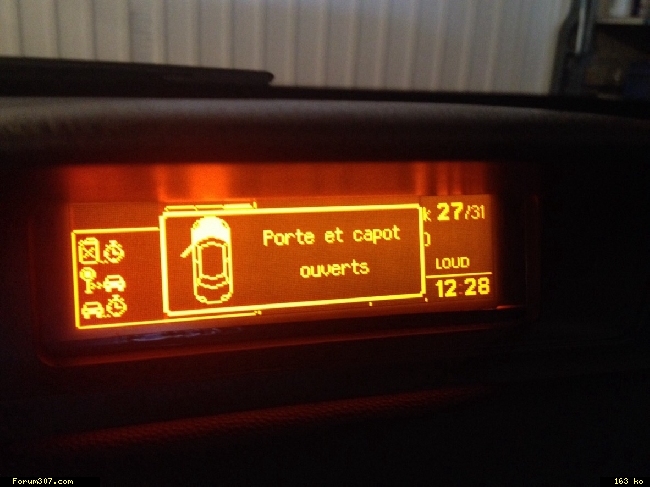 Porte et capot
ouverts
k 27/31
LOUD
12:28
Forum307.com
163 ko